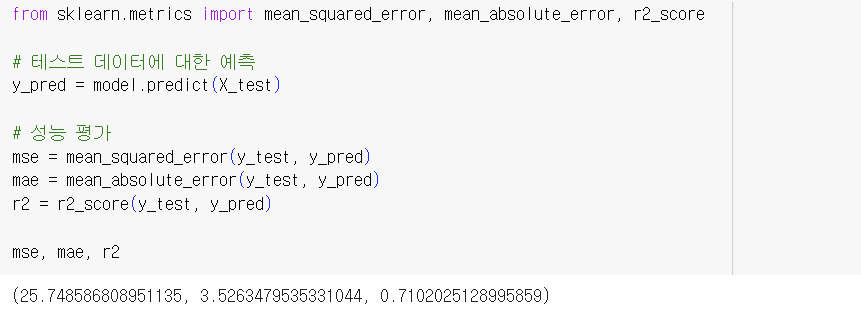 from sklearn.metrics import mean_squared_error, mean_absolute_error, r2_score
# 테스트 데이터에 대한 예측
y_pred = model.predict(X_test)
# 성능 평가
mse = mean_squared_error(y_test, y_pred)
mae = mean_absolute_error(y_test, y_pred)
r2 = r2_score(y_test, y_pred)
mse, mae, r2
(25.748586808951135, 3.5263479535331044, 0.7102025128995859)